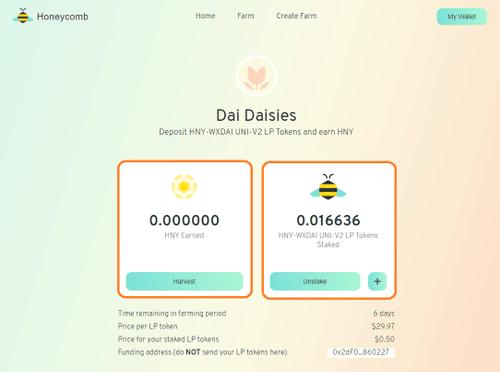 Honeycomb
Home Farm Create Farm
My Wallet
Dai Daisies
Deposit HNY-WXDAI UNI-V2 LP Tokens and earn HNY
0.000000
HNY Earned
Harvest
0.016636
HNY-WXDAI UNI-V2 LP Tokens
Staked
Unstake +
Time remaining in farming period 6 days
Price per LP token $29.97
Price for your staked LP tokens $0.50
Funding address (do NOT send your LP tokens here) 0x2dF0...860227